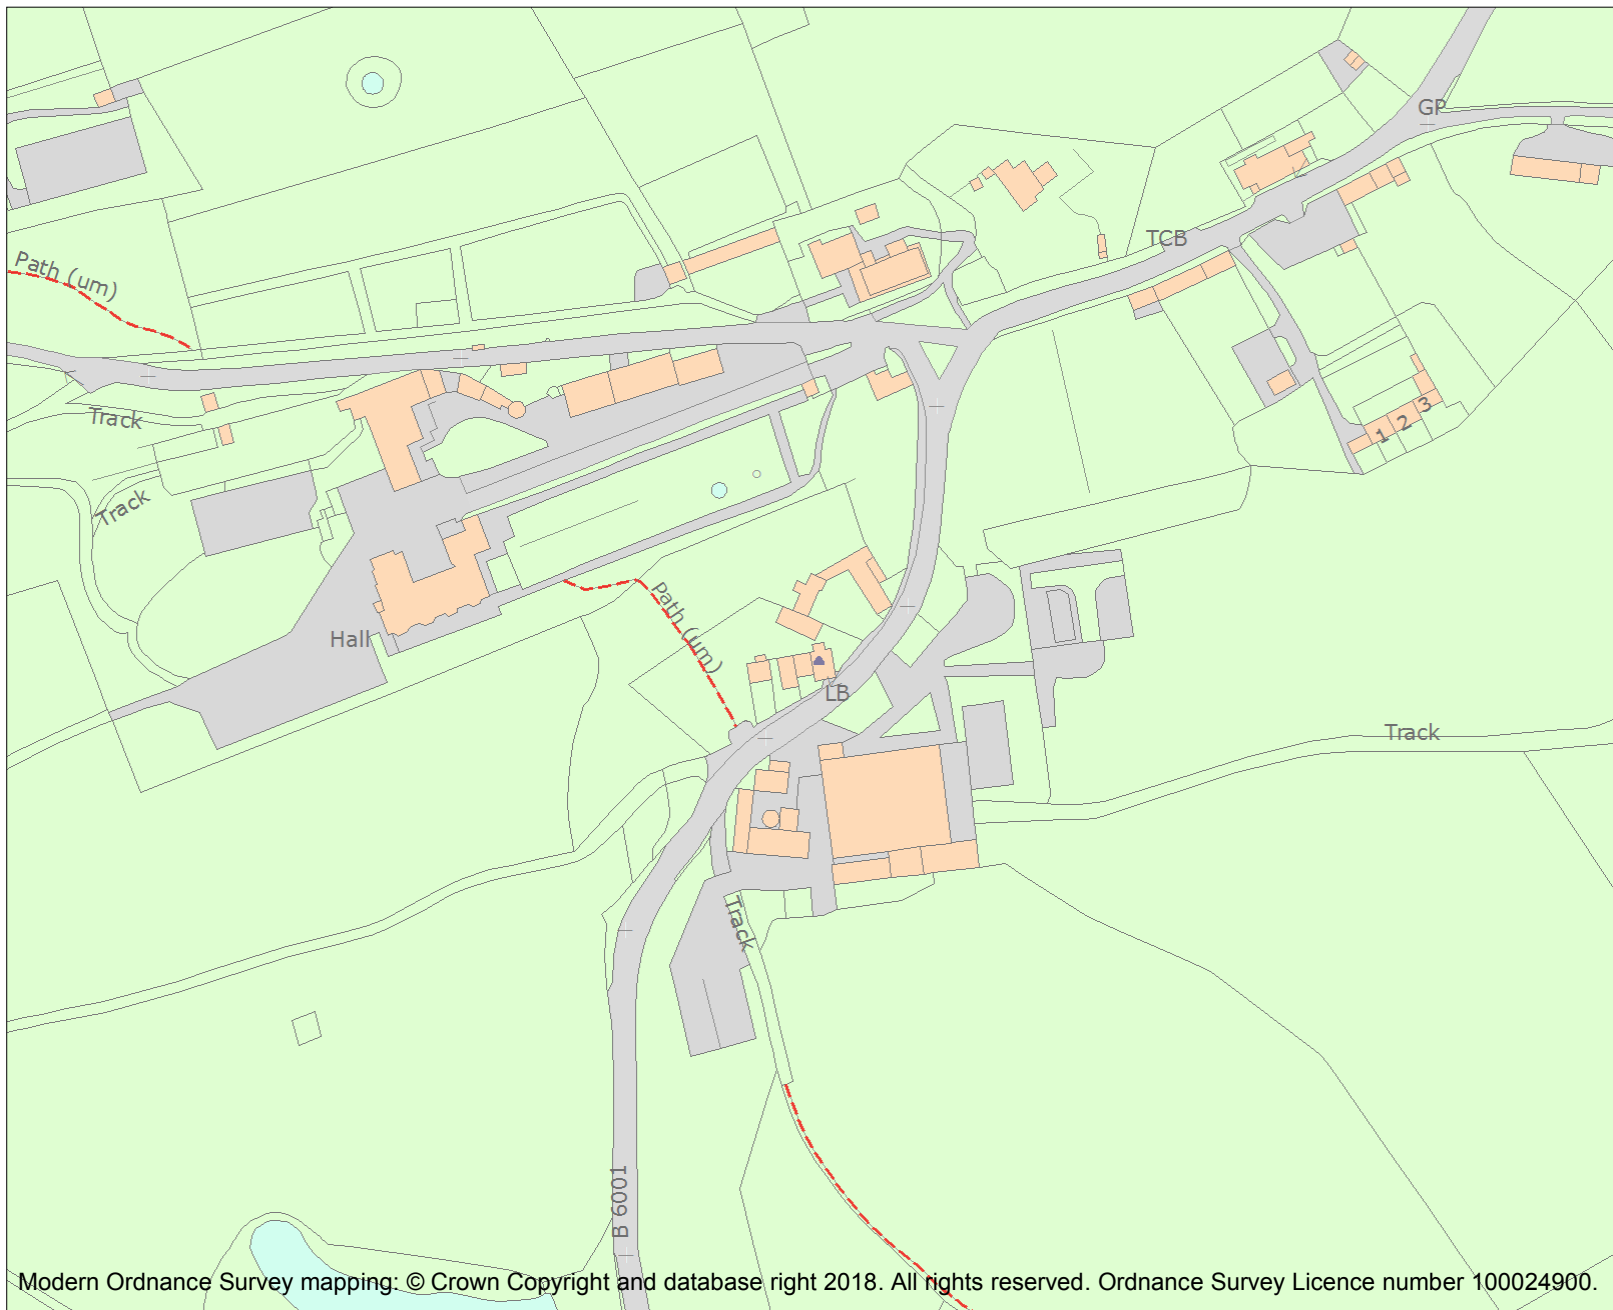 GP
TCB
Path (um)
Track
1 2 3
Track
Path (um)
Hall
LB
Track
Track
B 6001
Modern Ordnance Survey mapping: © Crown Copyright and database right 2018. All rights reserved. Ordnance Survey Licence number 100024900.